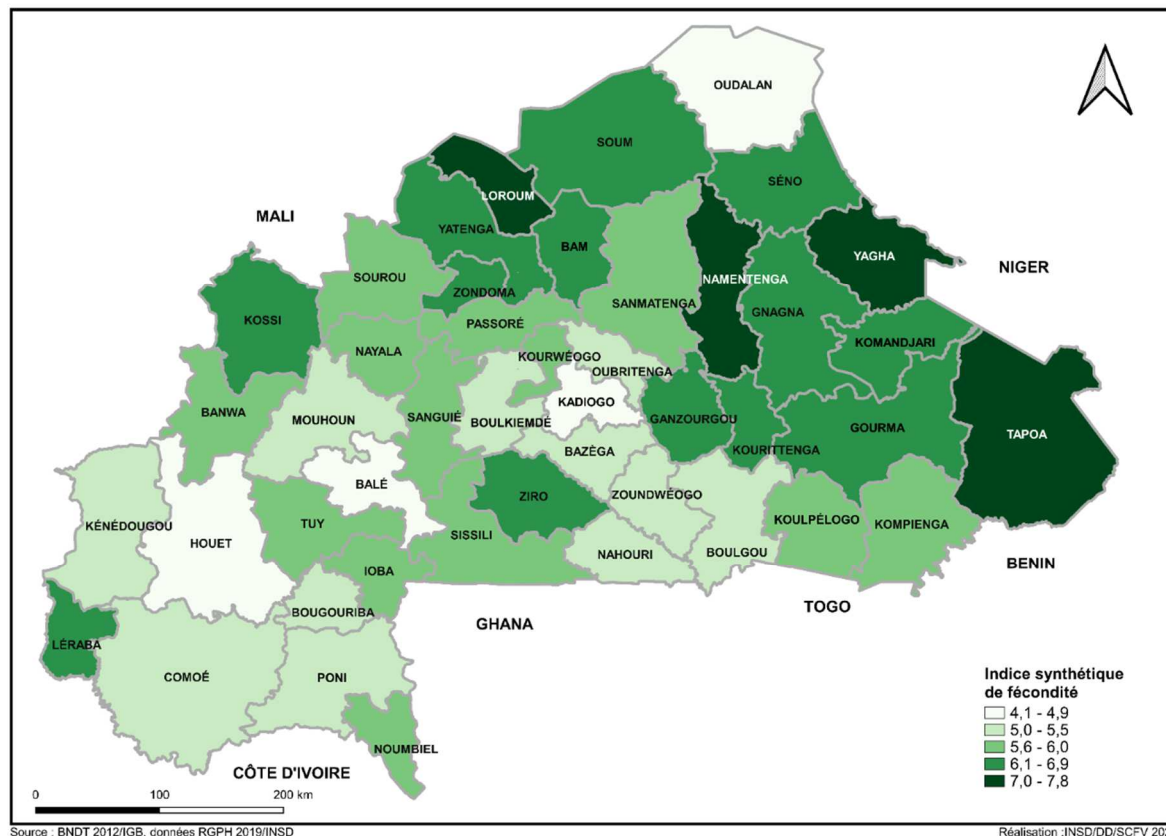 OUDALAN
SOUM
SÉNO
LOROUM
MALI
YATENGA
BAM
YAGHA
NIGER
SOUROU
ZONDOMA
NAMENTENGA
GNAGNA
SANMATENGA
KOSSI
PASSORÉ
KOMANDJARI
NAYALA
KOURWÉOGO
OUBRITENGA
BANWA
MOUHOUN
SANGUIÉ
BOULKIEMDÉ
KADIOGO
GANZOURGOU
GOURMA
TAPOA
BAZÈGA
KOURITTENGA
BALÉ
ZIRO
ZOUNDWÉOGO
KÉNÉDOUGOU
HOUET
TUY
SISSILI
KOULPÉLOGO
KOMPIENGA
NAHOURI
BOULGOU
BENIN
IOBA
BOUGOURIBA
GHANA
TOGO
LÉRABA
COMOÉ
PONI
NOUMBIEL
CÔTE D'IVOIRE
Indice synthétique
de fécondité
4,1 - 4,9
5,0 - 5,5
5,6 - 6,0
6,1 - 6,9
7,0 - 7,8
0 100 200 km
Source : BNDT 2012/IGB, données RGPH 2019/INSD
Réalisation :INSD/DD/SCFV